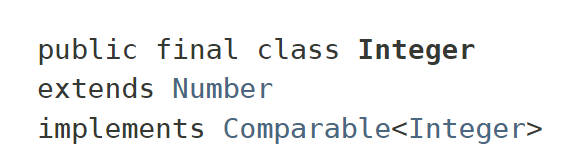 public final class Integer
extends Number
implements Comparable<Integer>